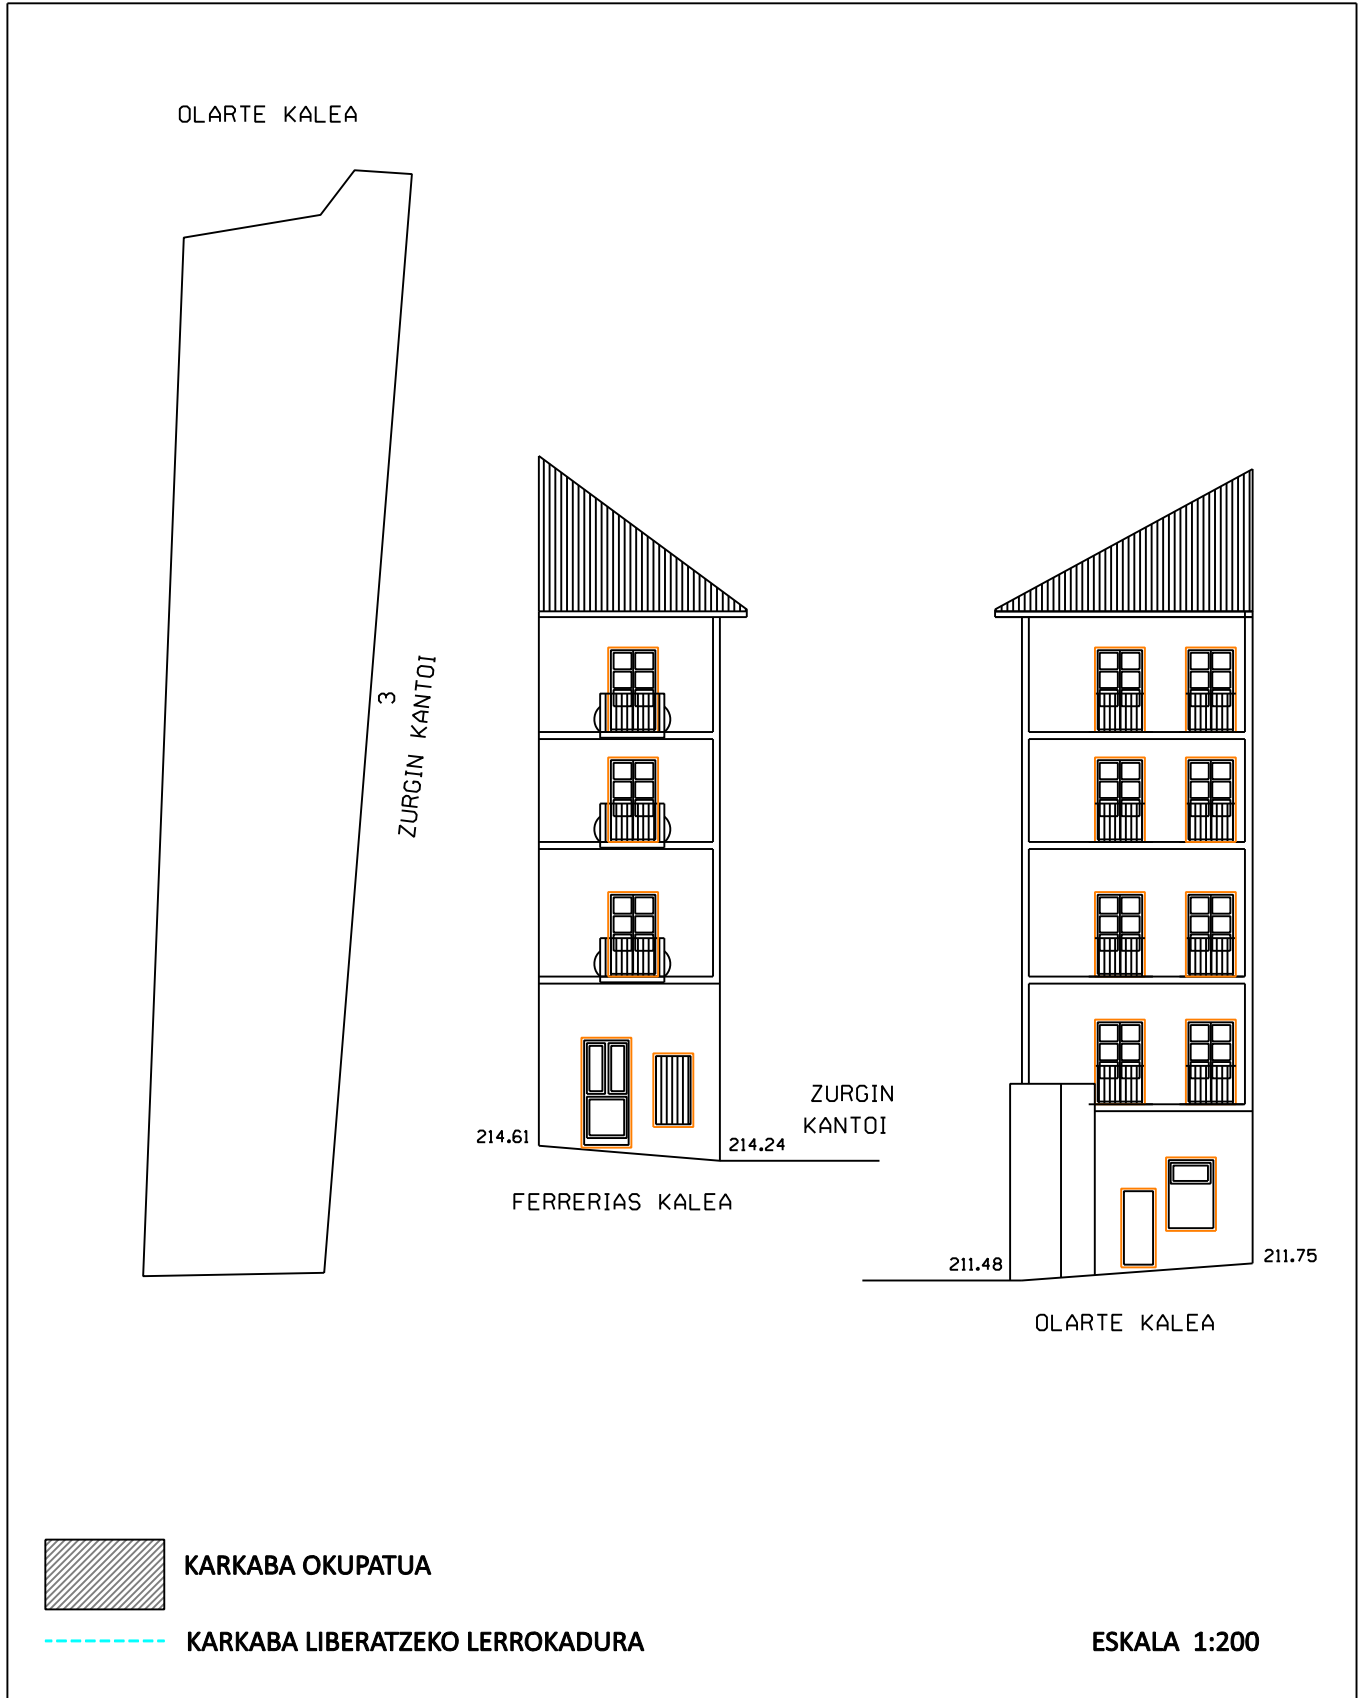 OLARTE KALEA
3
ZURGIN KANTOI
ZURGIN
KANTOI
214.61
214.24
FERRERIAS KALEA
211.48
211.75
OLARTE KALEA
KARKABA OKUPATUA
KARKABA LIBERATZEKO LERROKADURA
ESKALA 1:200